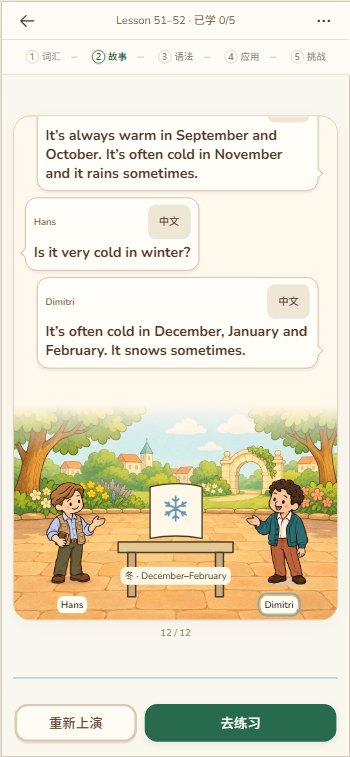 Lesson 51–52 · 已学 0/5
1 词汇 – 2 故事 – 3 语法 – 4 应用 – 5 挑战
It's always warm in September and
October. It's often cold in November
and it rains sometimes.
Hans
中文
Is it very cold in winter?
Dimitri
中文
It's often cold in December, January and
February. It snows sometimes.
冬 · December–February
Hans
Dimitri
12 / 12
重新上演
去练习